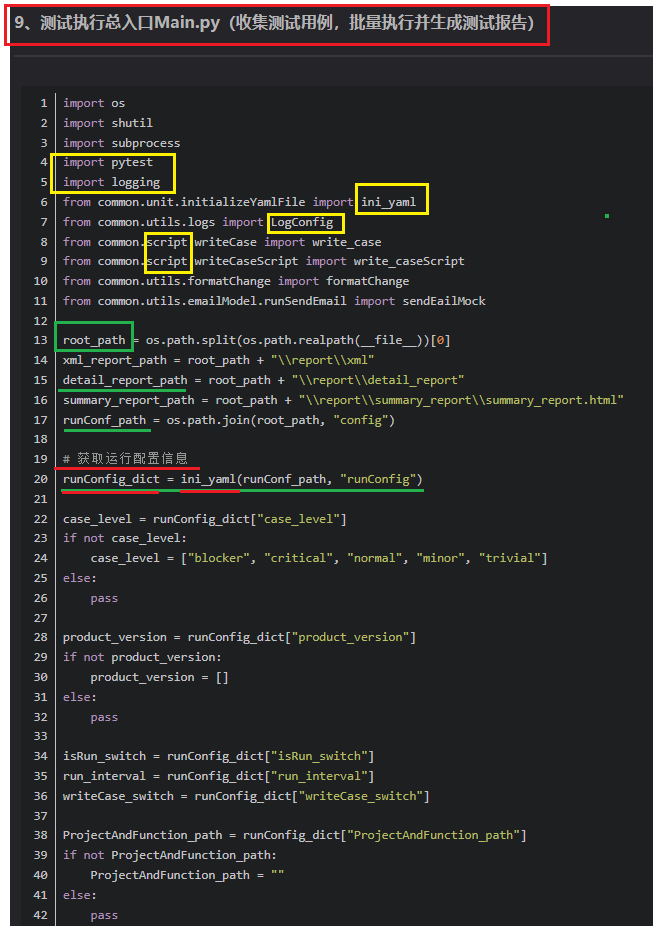 9、测试执行总入口Main.py（收集测试用例，批量执行并生成测试报告）
1 import os
2 import shutil
3 import subprocess
4 import pytest
5 import logging
6 from common.unit.initializeYamlFile import ini_yaml
7 from common.utils.logs import LogConfig
8 from common.script.writeCase import write_case
9 from common.script.writeCaseScript import write_caseScript
10 from common.utils.formatChange import formatChange
11 from common.utils.emailModel.runSendEmail import sendEailMock
12
13 root_path = os.path.split(os.path.realpath(__file__))[0]
14 xml_report_path = root_path + "\\report\\xml"
15 detail_report_path = root_path + "\\report\\detail_report"
16 summary_report_path = root_path + "\\report\\summary_report\\summary_report.html"
17 runConf_path = os.path.join(root_path, "config")
18
19 # 获取运行配置信息
20 runConfig_dict = ini_yaml(runConf_path, "runConfig")
21
22 case_level = runConfig_dict["case_level"]
23 if not case_level:
24     case_level = ["blocker", "critical", "normal", "minor", "trivial"]
25 else:
26     pass
27
28 product_version = runConfig_dict["product_version"]
29 if not product_version:
30     product_version = []
31 else:
32     pass
33
34 isRun_switch = runConfig_dict["isRun_switch"]
35 run_interval = runConfig_dict["run_interval"]
36 writeCase_switch = runConfig_dict["writeCase_switch"]
37
38 ProjectAndFunction_path = runConfig_dict["ProjectAndFunction_path"]
39 if not ProjectAndFunction_path:
40     ProjectAndFunction_path = ""
41 else:
42     pass